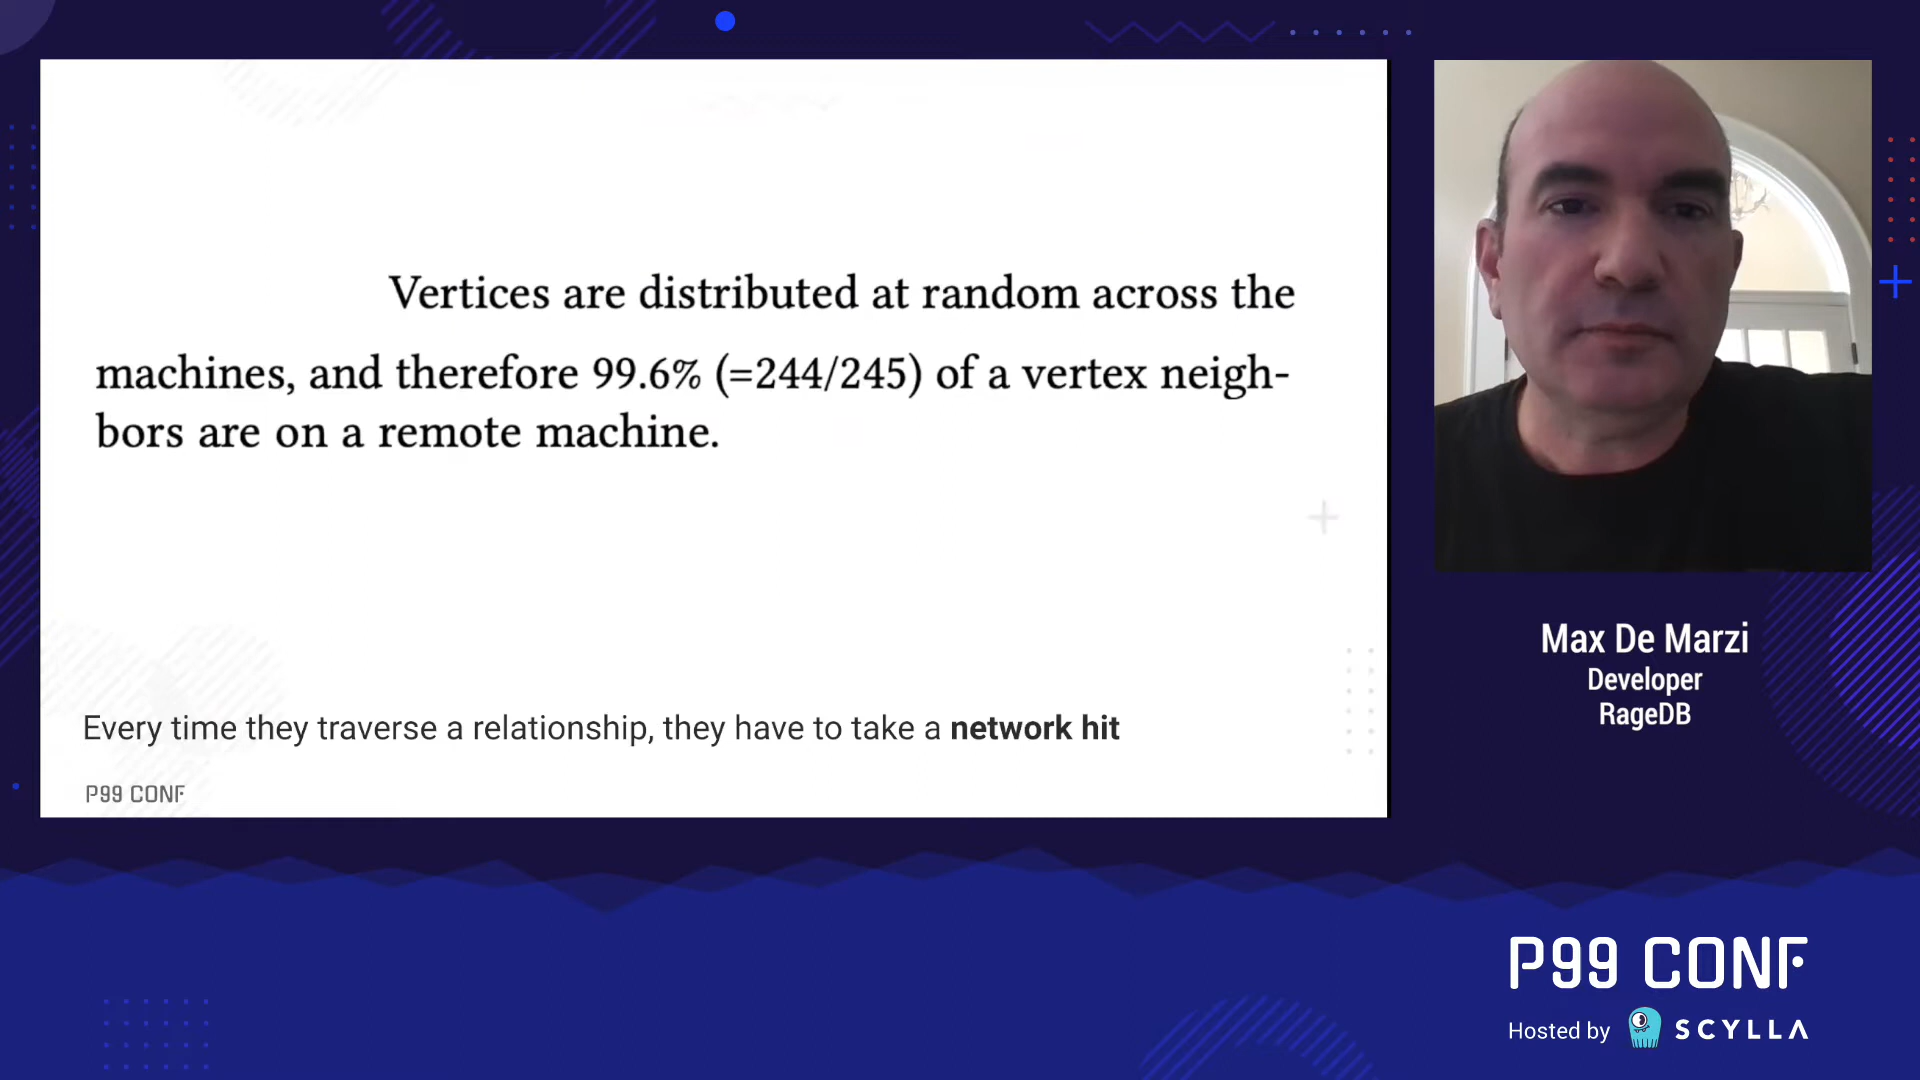 Vertices are distributed at random across the
machines, and therefore 99.6% (=244/245) of a vertex neigh-
bors are on a remote machine.
Every time they traverse a relationship, they have to take a network hit
P99 CONF
Max De Marzi
Developer
RageDB
P99 CONF
Hosted by SCYLLA